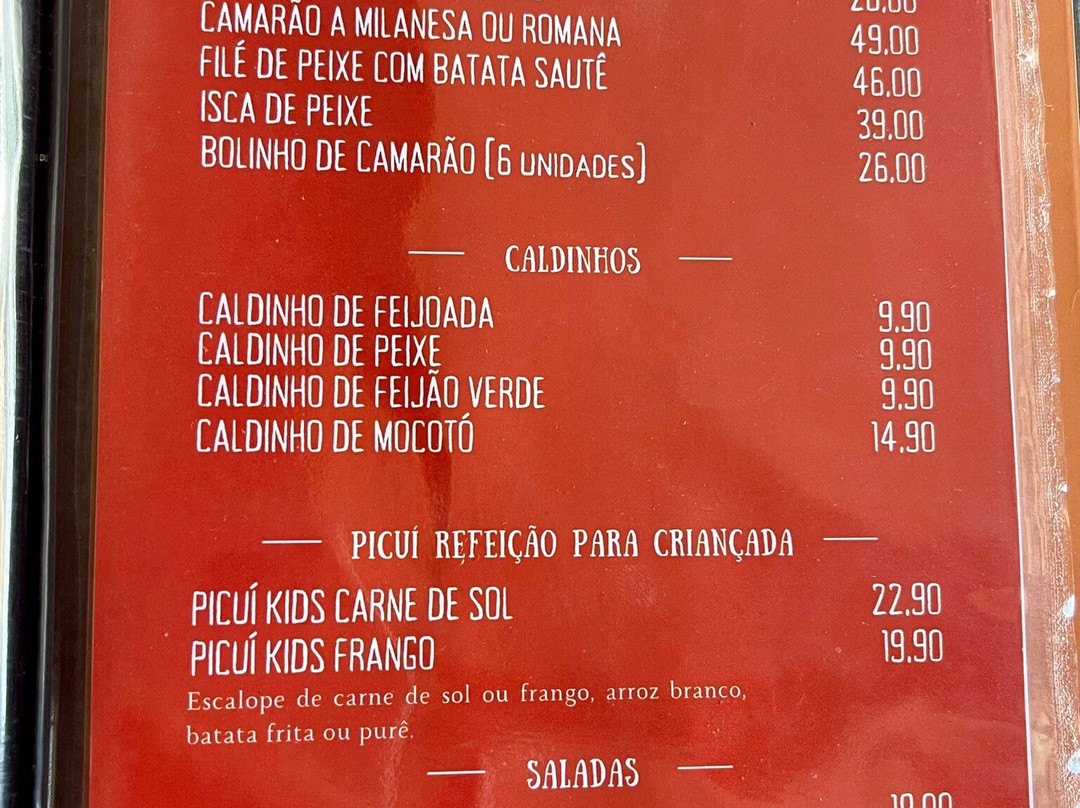 CAMARÃO A MILANESA OU ROMANA 49,00
FILÉ DE PEIXE COM BATATA SAUTÊ 46,00
ISCA DE PEIXE 39,00
BOLINHO DE CAMARÃO (6 UNIDADES) 26,00
CALDINHOS
CALDINHO DE FEIJOADA 9,90
CALDINHO DE PEIXE 9,90
CALDINHO DE FEIJÃO VERDE 9,90
CALDINHO DE MOCOTÓ 14,90
PICUÍ REFEIÇÃO PARA CRIANÇADA
PICUÍ KIDS CARNE DE SOL 22,90
PICUÍ KIDS FRANGO 19,90
Escalope de carne de sol ou frango, arroz branco,
batata frita ou purê.
SALADAS